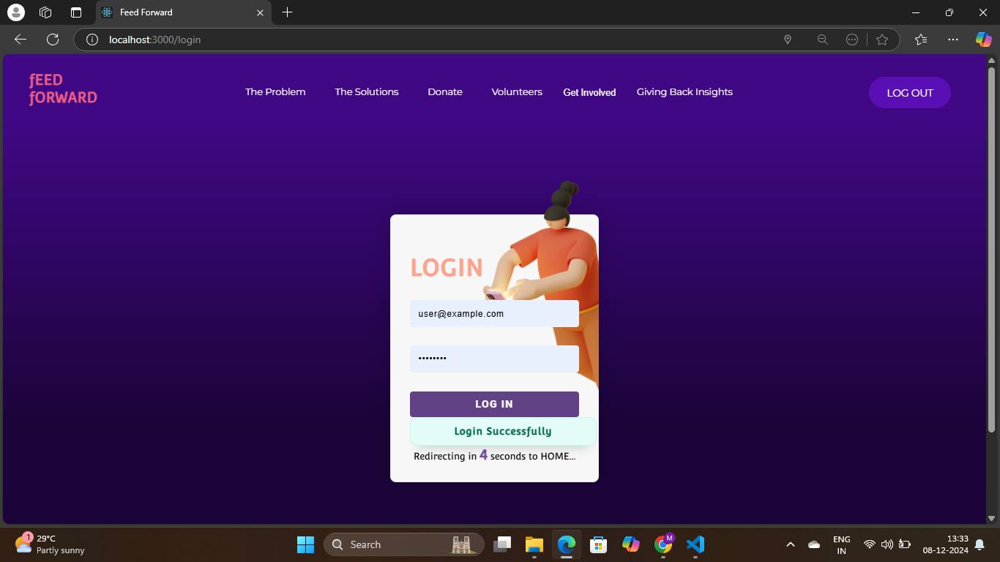 Feed Forward
localhost:3000/login
fEED
fORWARD
The Problem
The Solutions
Donate
Volunteers
Get Involved
Giving Back Insights
LOG OUT
LOGIN
user@example.com
••••••••
LOG IN
Login Successfully
Redirecting in 4 seconds to HOME...
1
29°C
Partly sunny
Search
M
ENG
IN
13:33
08-12-2024